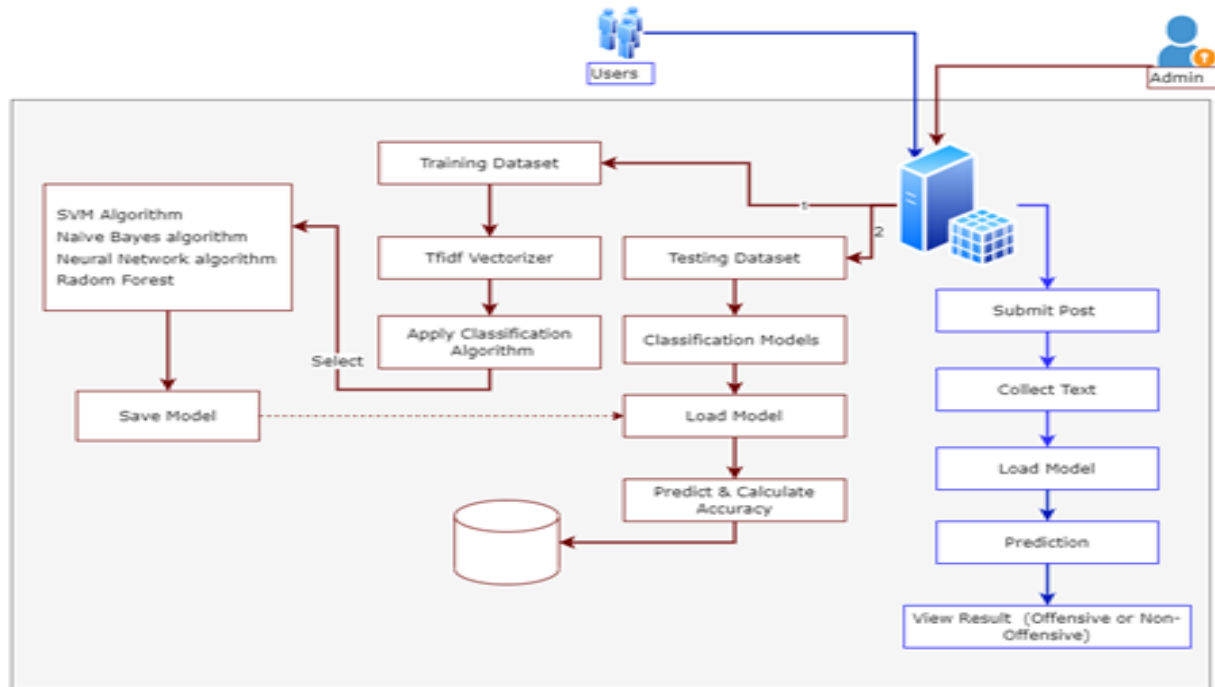 Users
Admin
Training Dataset
SVM Algorithm
Naive Bayes algorithm
Neural Network algorithm
Radom Forest
1
2
Tfidf Vectorizer
Testing Dataset
Submit Post
Apply Classification
Algorithm
Select
Classification Models
Collect Text
Save Model
Load Model
Load Model
Predict & Calculate
Accuracy
Prediction
View Result (Offensive or Non-
Offensive)